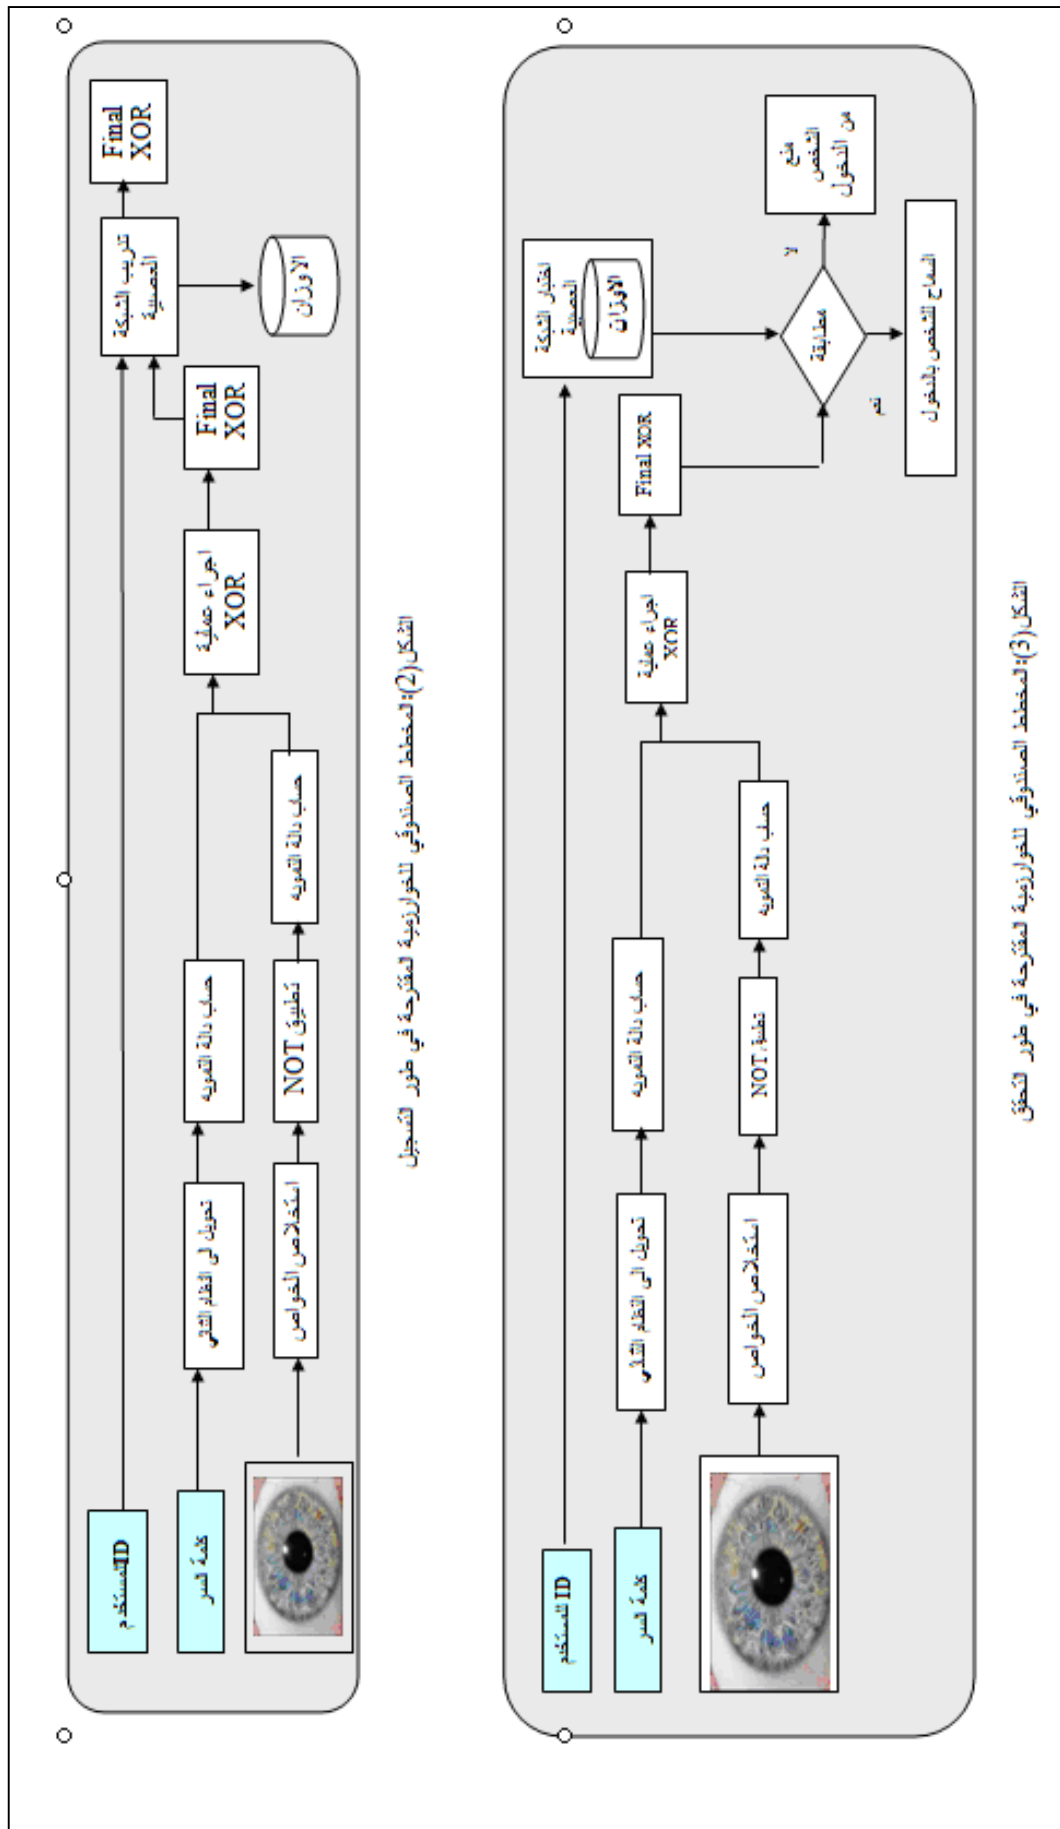 Final
XOR
تدريب الشبكة
العصبية
الاوزان
Final
XOR
اجراء عملية
XOR
حساب دالة التمويه
حساب دالة التمويه
تطبيق NOT
تحويل الى النظام الثنائي
استخلاص الخواص
ID المستخدم
كلمة السر
الشكل(2):المخطط الصندوقي للخوارزمية المقترحة في طور التسجيل
منع
الشخص
من الدخول
لا
السماح للشخص بالدخول
نعم
مطابقة
اختبار الشبكة
العصبية
الاوزان
Final XOR
اجراء عملية
XOR
حساب دالة التمويه
حساب دالة التمويه
تطبيق NOT
تحويل الى النظام الثنائي
استخلاص الخواص
ID المستخدم
كلمة السر
الشكل(3):المخطط الصندوقي للخوارزمية المقترحة في طور التحقق